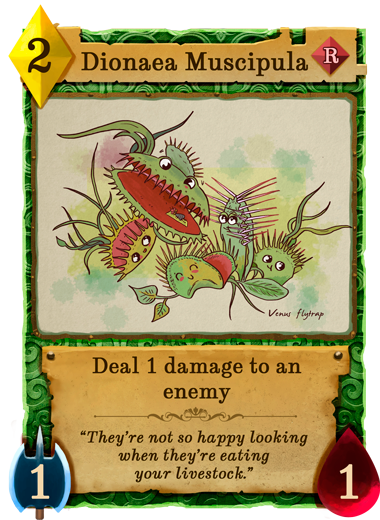 2
Dionaea Muscipula
R
Venus flytrap
Deal 1 damage to an
enemy
“They’re not so happy looking
when they’re eating
your livestock.”
1
1